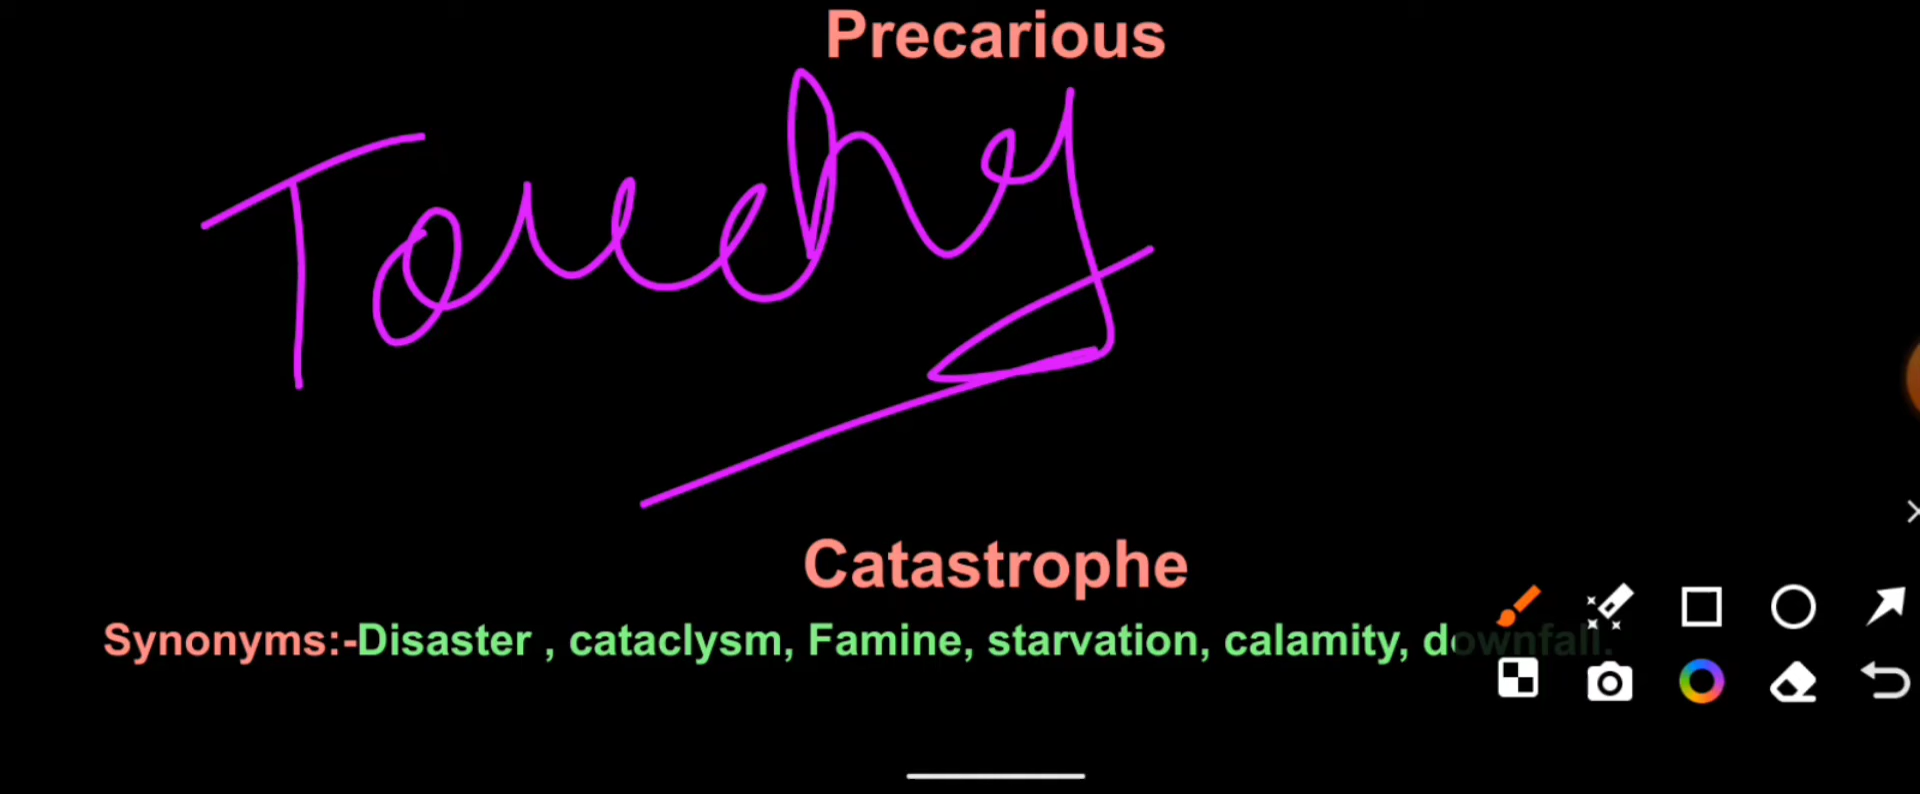 Precarious
Touchy
Catastrophe
Synonyms:-Disaster , cataclysm, Famine, starvation, calamity, downfall.